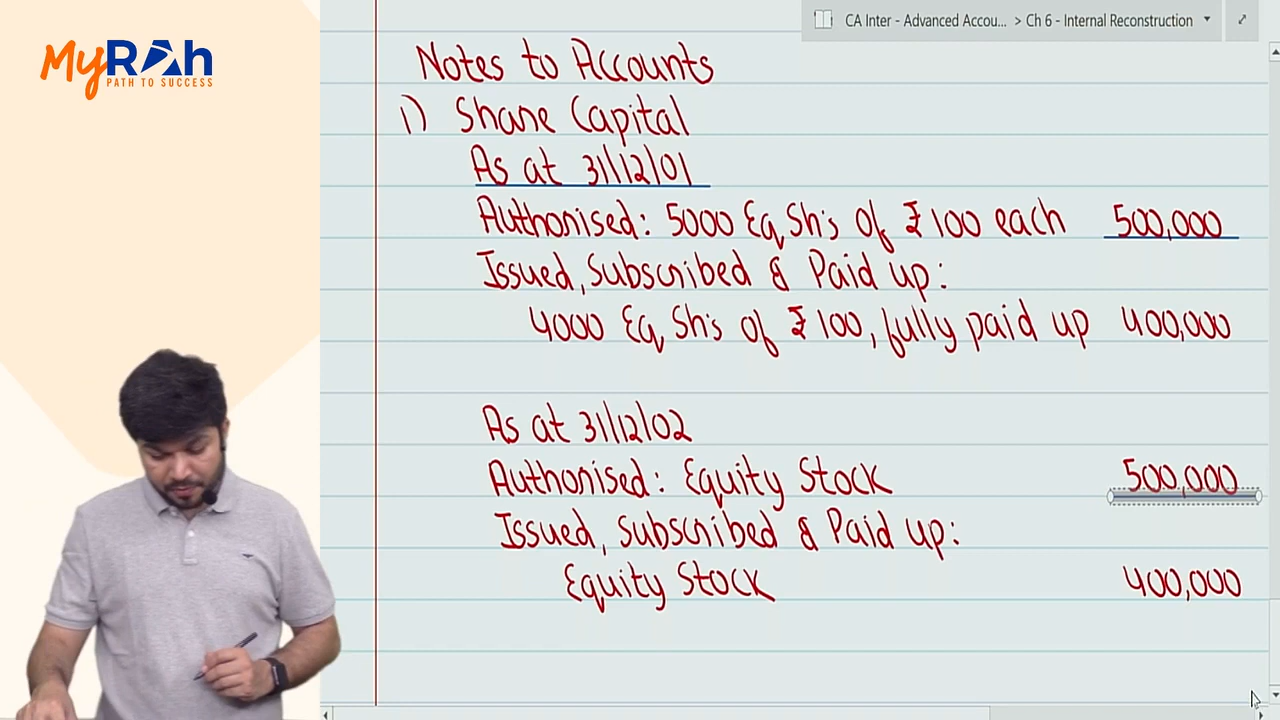 MyRAh
PATH TO SUCCESS
CA Inter - Advanced Accou... > Ch 6 - Internal Reconstruction
Notes to Accounts
1) Share Capital
As at 31/12/01
Authorised: 5000 Eq Sh's of ₹ 100 each 500,000
Issued, Subscribed & Paid up:
4000 Eq Sh's of ₹ 100, fully paid up 400,000
As at 31/12/02
Authorised: Equity Stock 500,000
Issued, Subscribed & Paid up:
Equity Stock 400,000